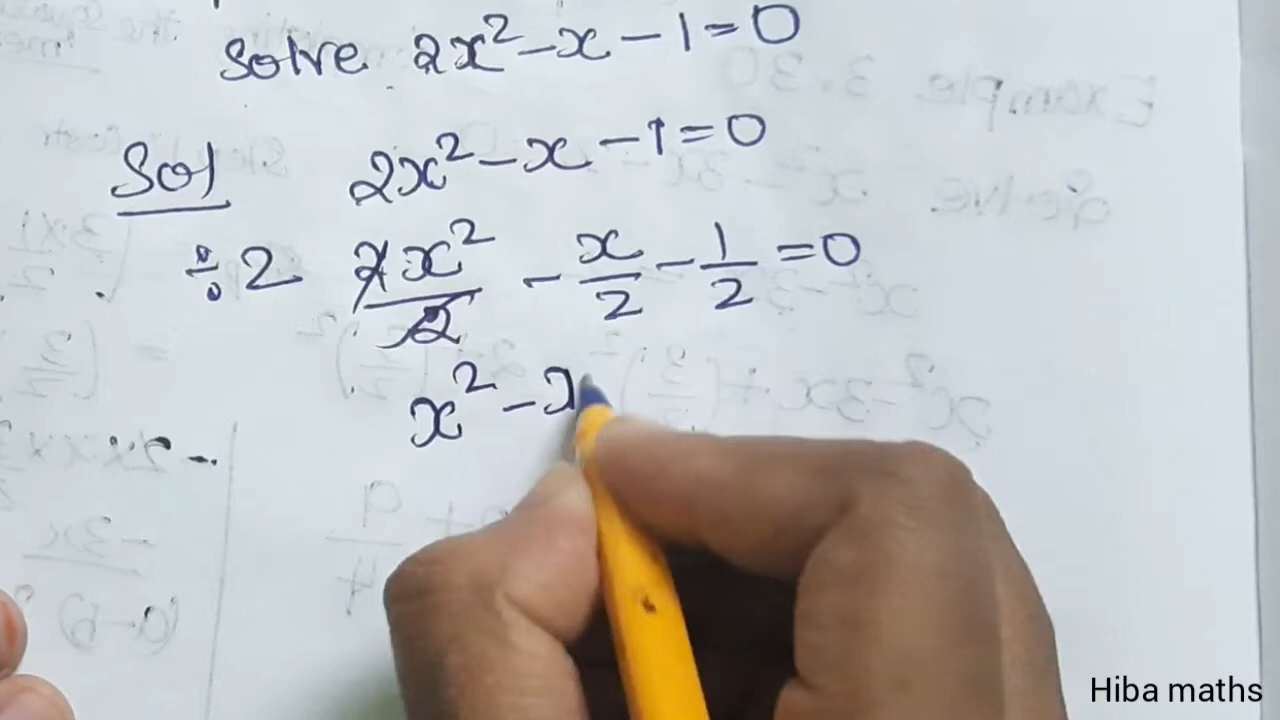 Solve 2x² - x - 1 = 0
Sol 2x² - x - 1 = 0
÷ 2 2x²/2 - x/2 - 1/2 = 0
x² - x
Hiba maths